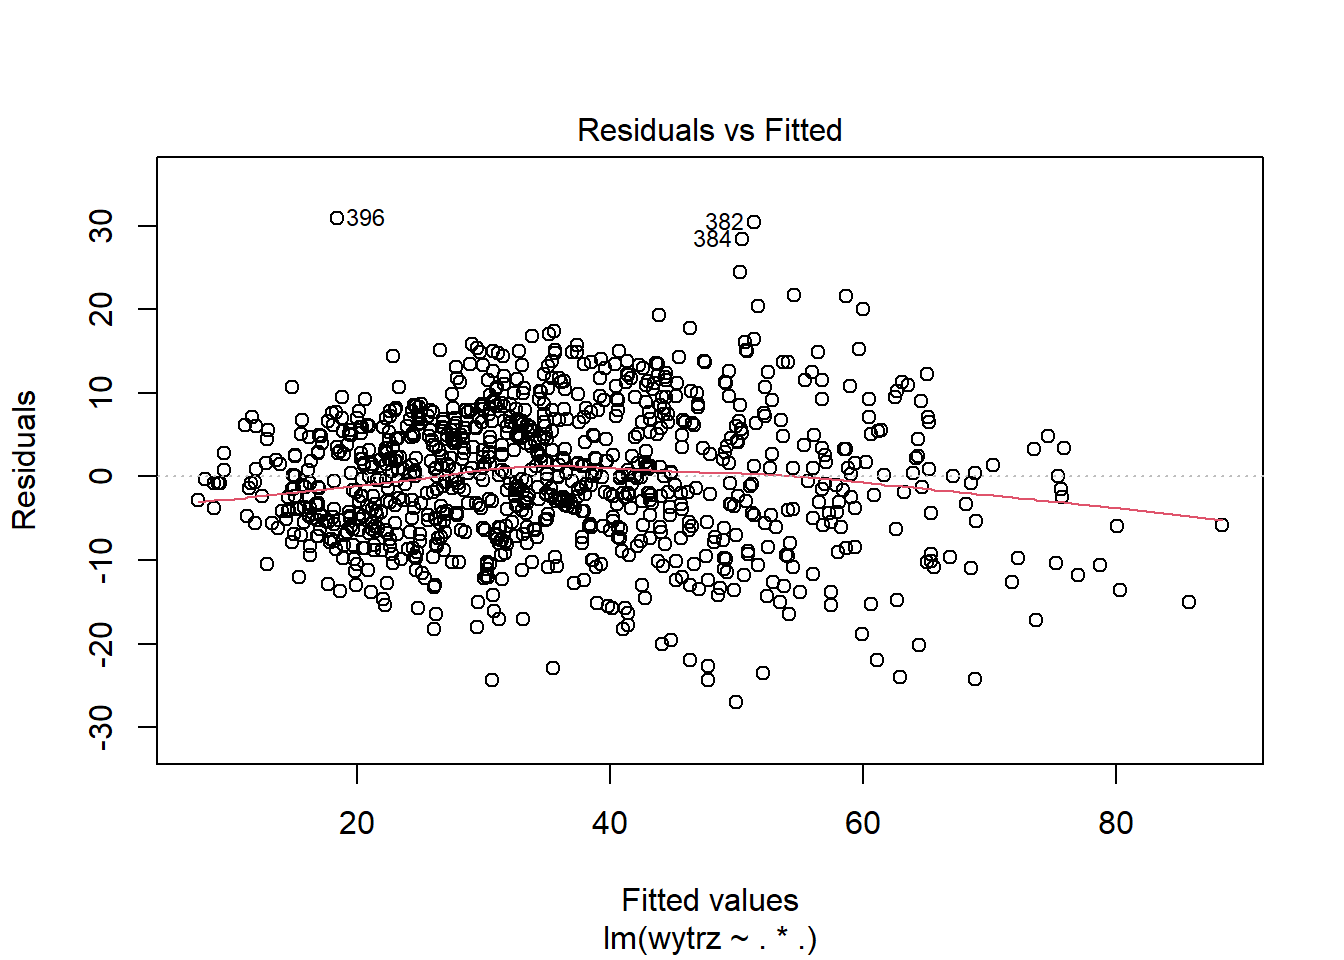 Residuals vs Fitted
396
382
384
Residuals
30
20
10
0
-10
-20
-30
20 40 60 80
Fitted values
lm(wytrz ~ . * .)